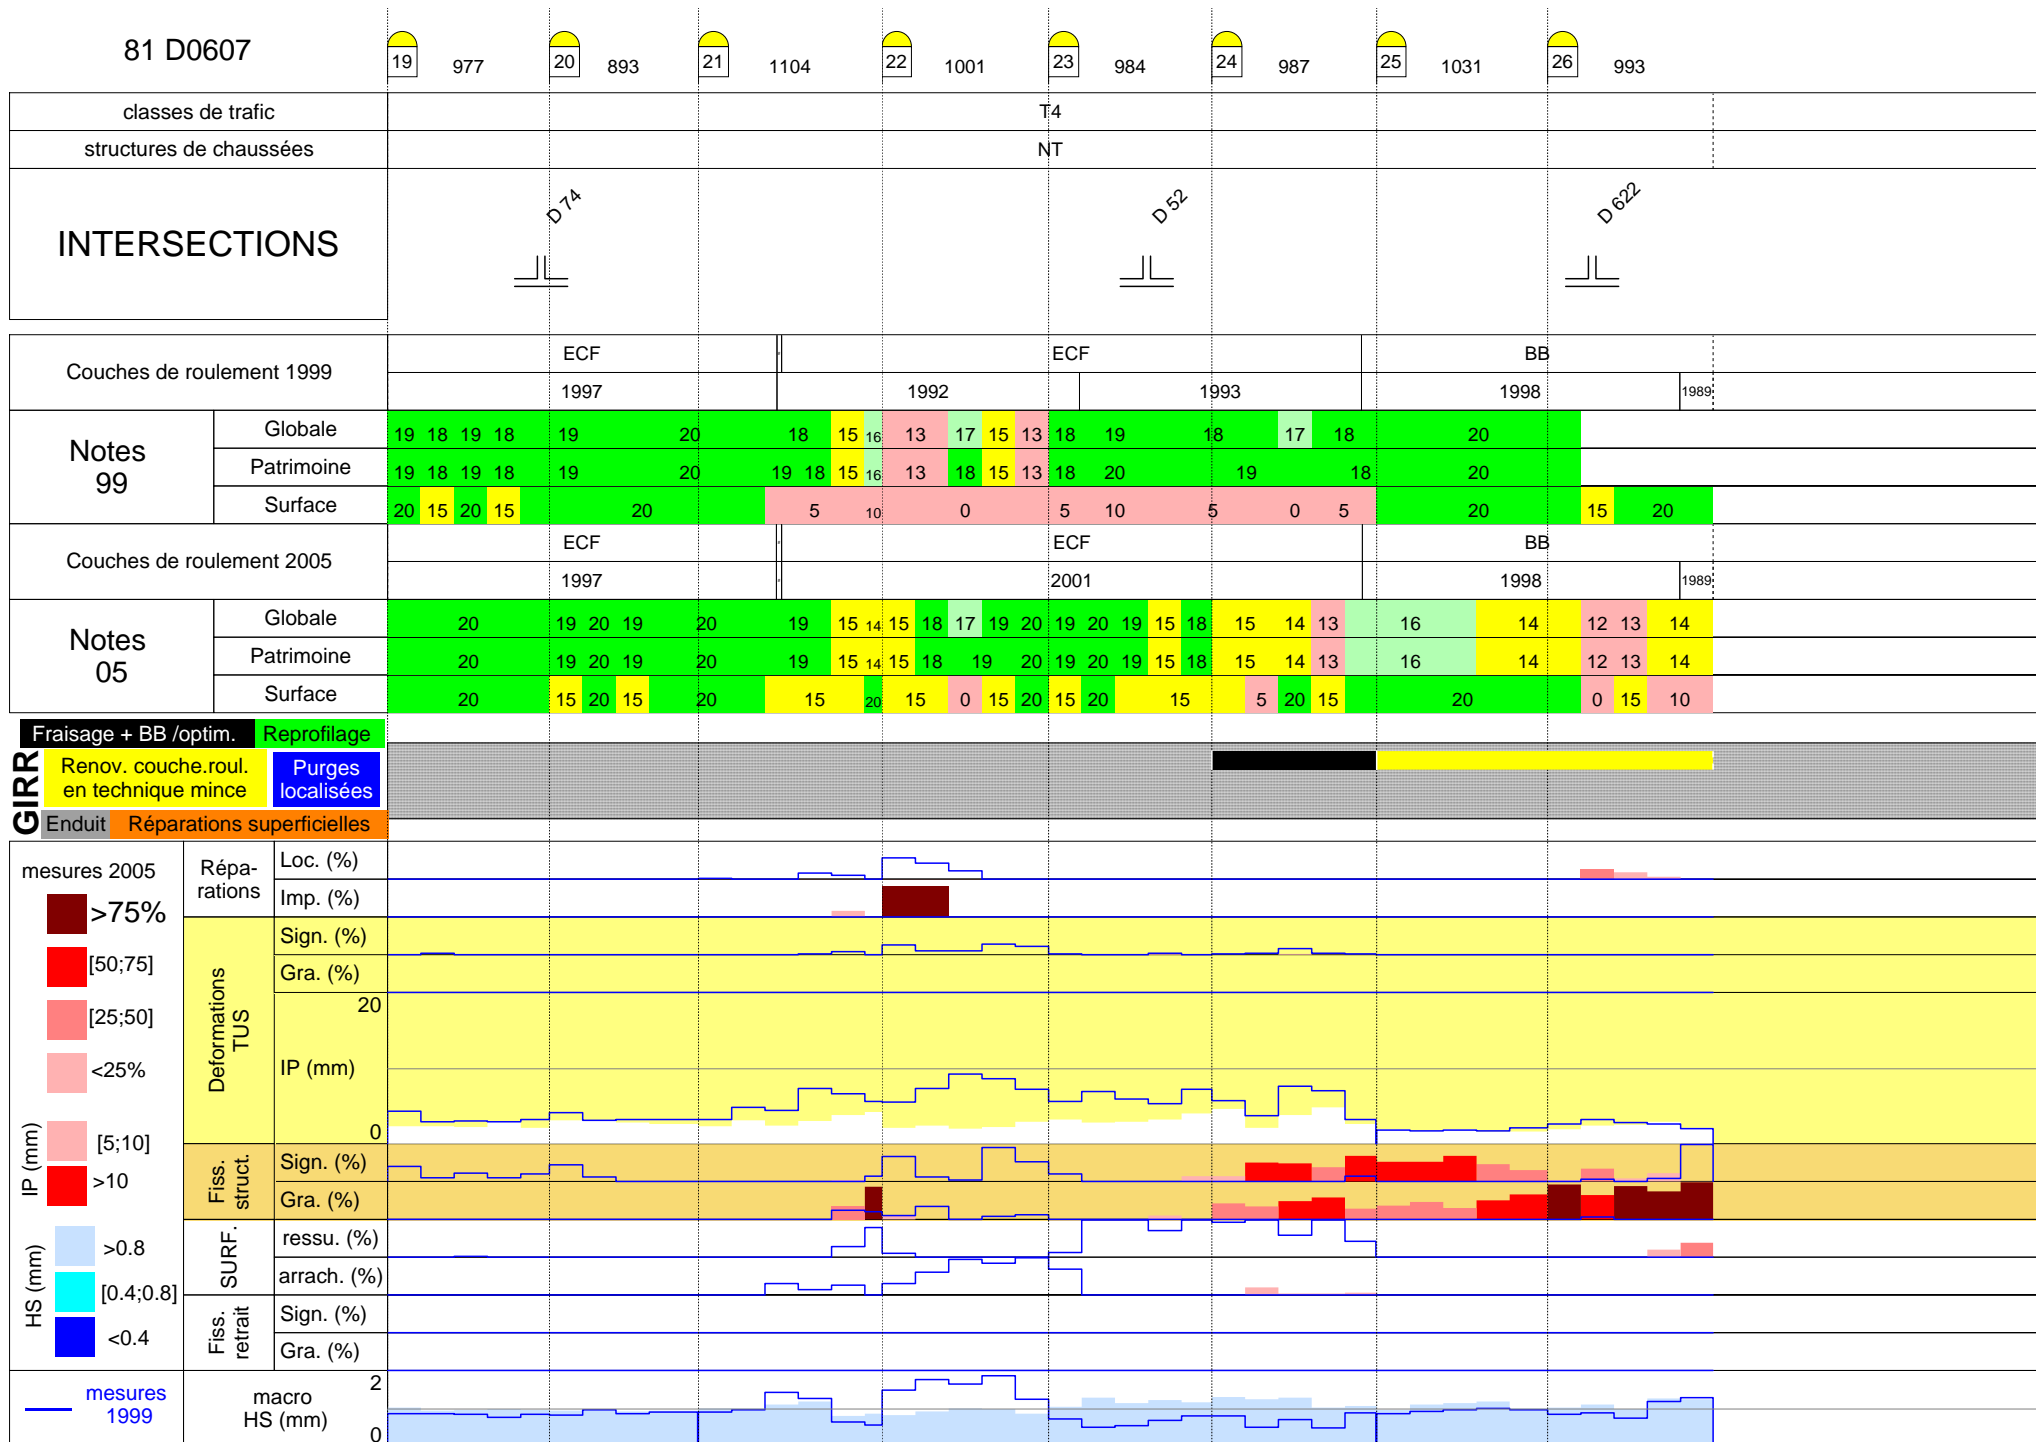 81 D0607
19 977 20 893 21 1104 22 1001 23 984 24 987 25 1031 26 993
classes de trafic T4
structures de chaussées NT
INTERSECTIONS
D 74 D 52 D 622
Couches de roulement 1999
ECF ECF BB
1997 1992 1993 1998 1989
Notes
99
Globale 19 18 19 18 19 20 18 15 16 13 17 15 13 18 19 18 17 18 20
Patrimoine 19 18 19 18 19 20 19 18 15 16 13 18 15 13 18 20 19 18 20
Surface 20 15 20 15 20 5 10 0 5 10 5 0 5 20 15 20
Couches de roulement 2005
ECF ECF BB
1997 2001 1998 1989
Notes
05
Globale 20 19 20 19 20 19 15 14 15 18 17 19 20 19 20 19 15 18 15 14 13 16 14 12 13 14
Patrimoine 20 19 20 19 20 19 15 14 15 18 19 20 19 20 19 15 18 15 14 13 16 14 12 13 14
Surface 20 15 20 15 20 15 20 15 0 15 20 15 20 15 5 20 15 20 0 15 10
GIRR
Fraisage + BB /optim. Reprofilage
Renov. couche.roul.
en technique mince
Purges
localisées
Enduit Réparations superficielles
mesures 2005
>75%
[50;75]
[25;50]
<25%
IP (mm)
[5;10]
>10
HS (mm)
>0.8
[0.4;0.8]
<0.4
mesures
1999
Répa-
rations
Loc. (%)
Imp. (%)
Deformations
TUS
Sign. (%)
Gra. (%)
20
IP (mm)
0
Fiss.
struct.
Sign. (%)
Gra. (%)
SURF.
ressu. (%)
arrach. (%)
Fiss.
retrait
Sign. (%)
Gra. (%)
macro
HS (mm)
2
0